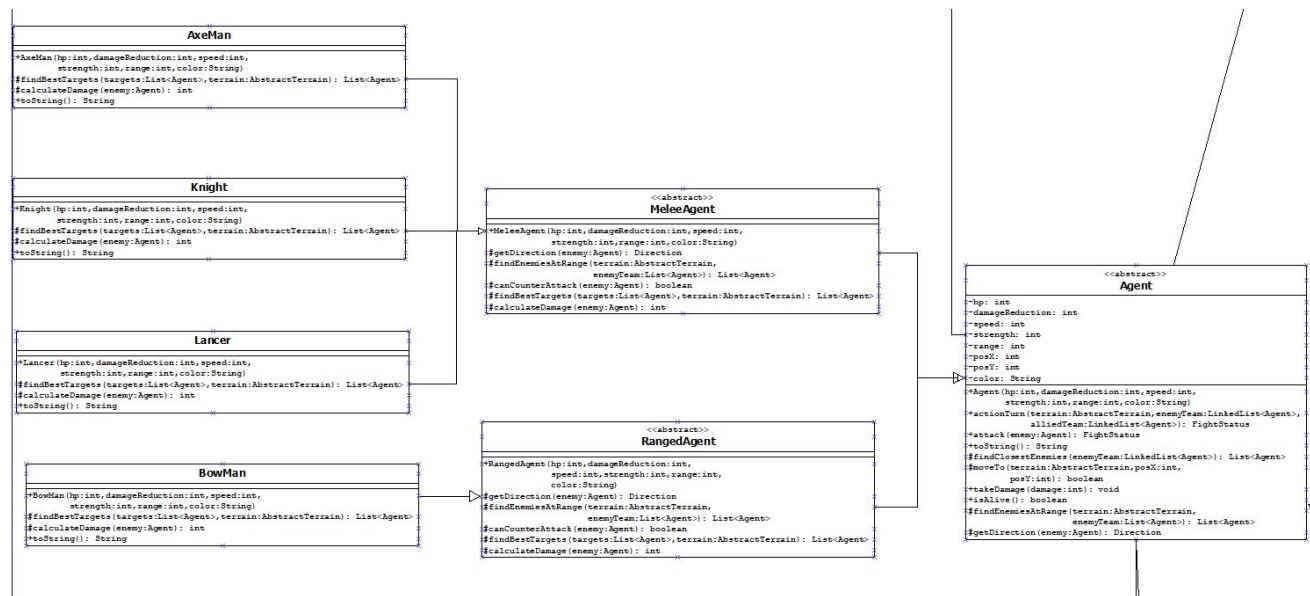 AxeMan
+AxeMan(hp:int,damageReduction:int,speed:int,
strength:int,range:int,color:String)
#findBestTargets(targets:List<Agent>,terrain:AbstractTerrain): List<Agent>
#calculateDamage(enemy:Agent): int
+toString(): String
Knight
+Knight(hp:int,damageReduction:int,speed:int,
strength:int,range:int,color:String)
#findBestTargets(targets:List<Agent>,terrain:AbstractTerrain): List<Agent>
#calculateDamage(enemy:Agent): int
+toString(): String
Lancer
+Lancer(hp:int,damageReduction:int,speed:int,
strength:int,range:int,color:String)
#findBestTargets(targets:List<Agent>,terrain:AbstractTerrain): List<Agent>
#calculateDamage(enemy:Agent): int
+toString(): String
BowMan
+BowMan(hp:int,damageReduction:int,speed:int,
strength:int,range:int,color:String)
#findBestTargets(targets:List<Agent>,terrain:AbstractTerrain): List<Agent>
#calculateDamage(enemy:Agent): int
+toString(): String
<<abstract>>
MeleeAgent
+MeleeAgent(hp:int,damageReduction:int,speed:int,
strength:int,range:int,color:String)
#getDirection(enemy:Agent): Direction
#findEnemiesAtRange(terrain:AbstractTerrain,
enemyTeam:List<Agent>): List<Agent>
#canCounterAttack(enemy:Agent): boolean
#findBestTargets(targets:List<Agent>,terrain:AbstractTerrain): List<Agent>
#calculateDamage(enemy:Agent): int
<<abstract>>
RangedAgent
+RangedAgent(hp:int,damageReduction:int,
speed:int,strength:int,range:int,
color:String)
#getDirection(enemy:Agent): Direction
#findEnemiesAtRange(terrain:AbstractTerrain,
enemyTeam:List<Agent>): List<Agent>
#canCounterAttack(enemy:Agent): boolean
#findBestTargets(targets:List<Agent>,terrain:AbstractTerrain): List<Agent>
#calculateDamage(enemy:Agent): int
<<abstract>>
Agent
-hp: int
-damageReduction: int
-speed: int
-strength: int
-range: int
-posX: int
-posY: int
-color: String
+Agent(hp:int,damageReduction:int,speed:int,
strength:int,range:int,color:String)
+actionTurn(terrain:AbstractTerrain,enemyTeam:LinkedList<Agent>,
alliedTeam:LinkedList<Agent>): FightStatus
+attack(enemy:Agent): FightStatus
+toString(): String
#findClosestEnemies(enemyTeam:LinkedList<Agent>): List<Agent>
#moveTo(terrain:AbstractTerrain,posX:int,
posY:int): boolean
+takeDamage(damage:int): void
+isAlive(): boolean
#findEnemiesAtRange(terrain:AbstractTerrain,
enemyTeam:List<Agent>): List<Agent>
#getDirection(enemy:Agent): Direction